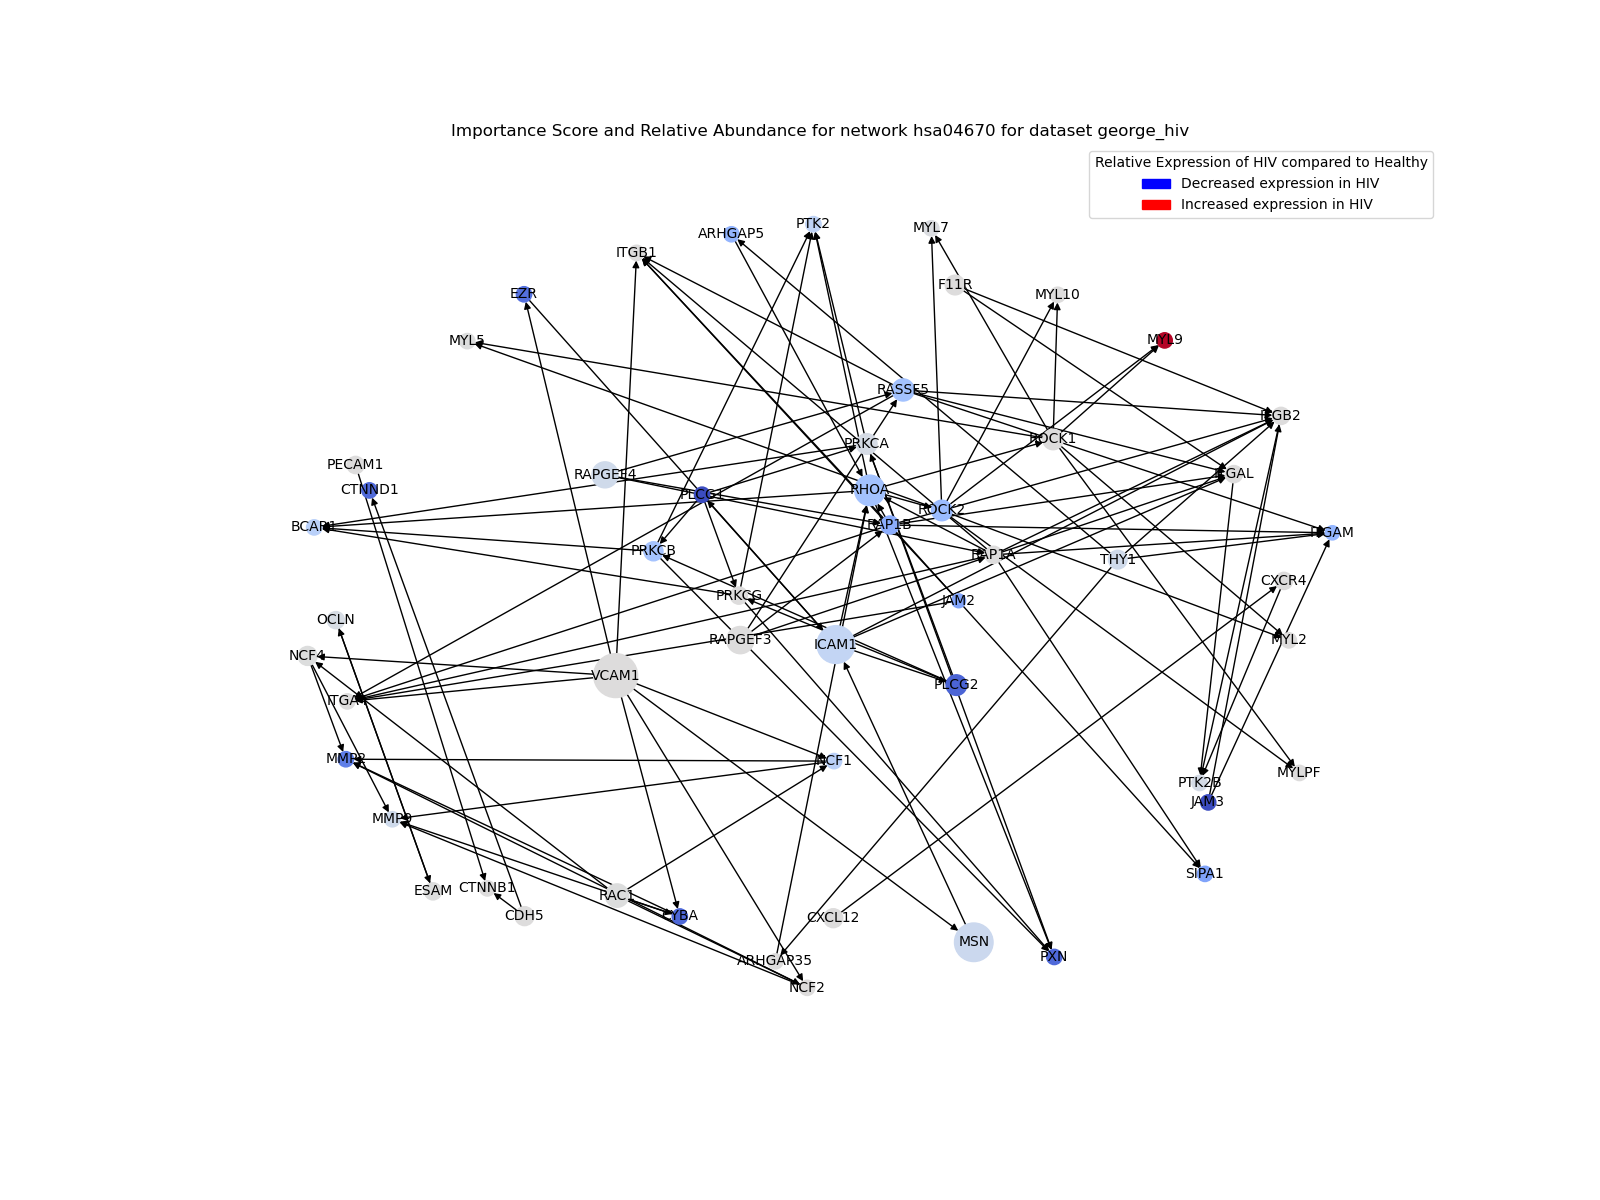 Importance Score and Relative Abundance for network hsa04670 for dataset george_hiv
Relative Expression of HIV compared to Healthy
Decreased expression in HIV
Increased expression in HIV
PTK2
MYL7
ARHGAP5
ITGB1
F11R
EZR
MYL10
MYL5
MYL9
RASSF5
ITGB2
ROCK1
PRKCA
PECAM1
RAPGEF4
ITGAL
CTNND1
RHOA
PLCG1
ROCK2
BCAR1
RAP1B
ITGAM
PRKCB
RAP1A
THY1
CXCR4
PRKCG
JAM2
OCLN
RAPGEF3
MYL2
ICAM1
NCF4
VCAM1
PLCG2
ITGA4
MMP2
NCF1
MYLPF
PTK2B
JAM3
MMP9
SIPA1
CTNNB1
ESAM
RAC1
CDH5
CYBA
CXCL12
MSN
PXN
ARHGAP35
NCF2